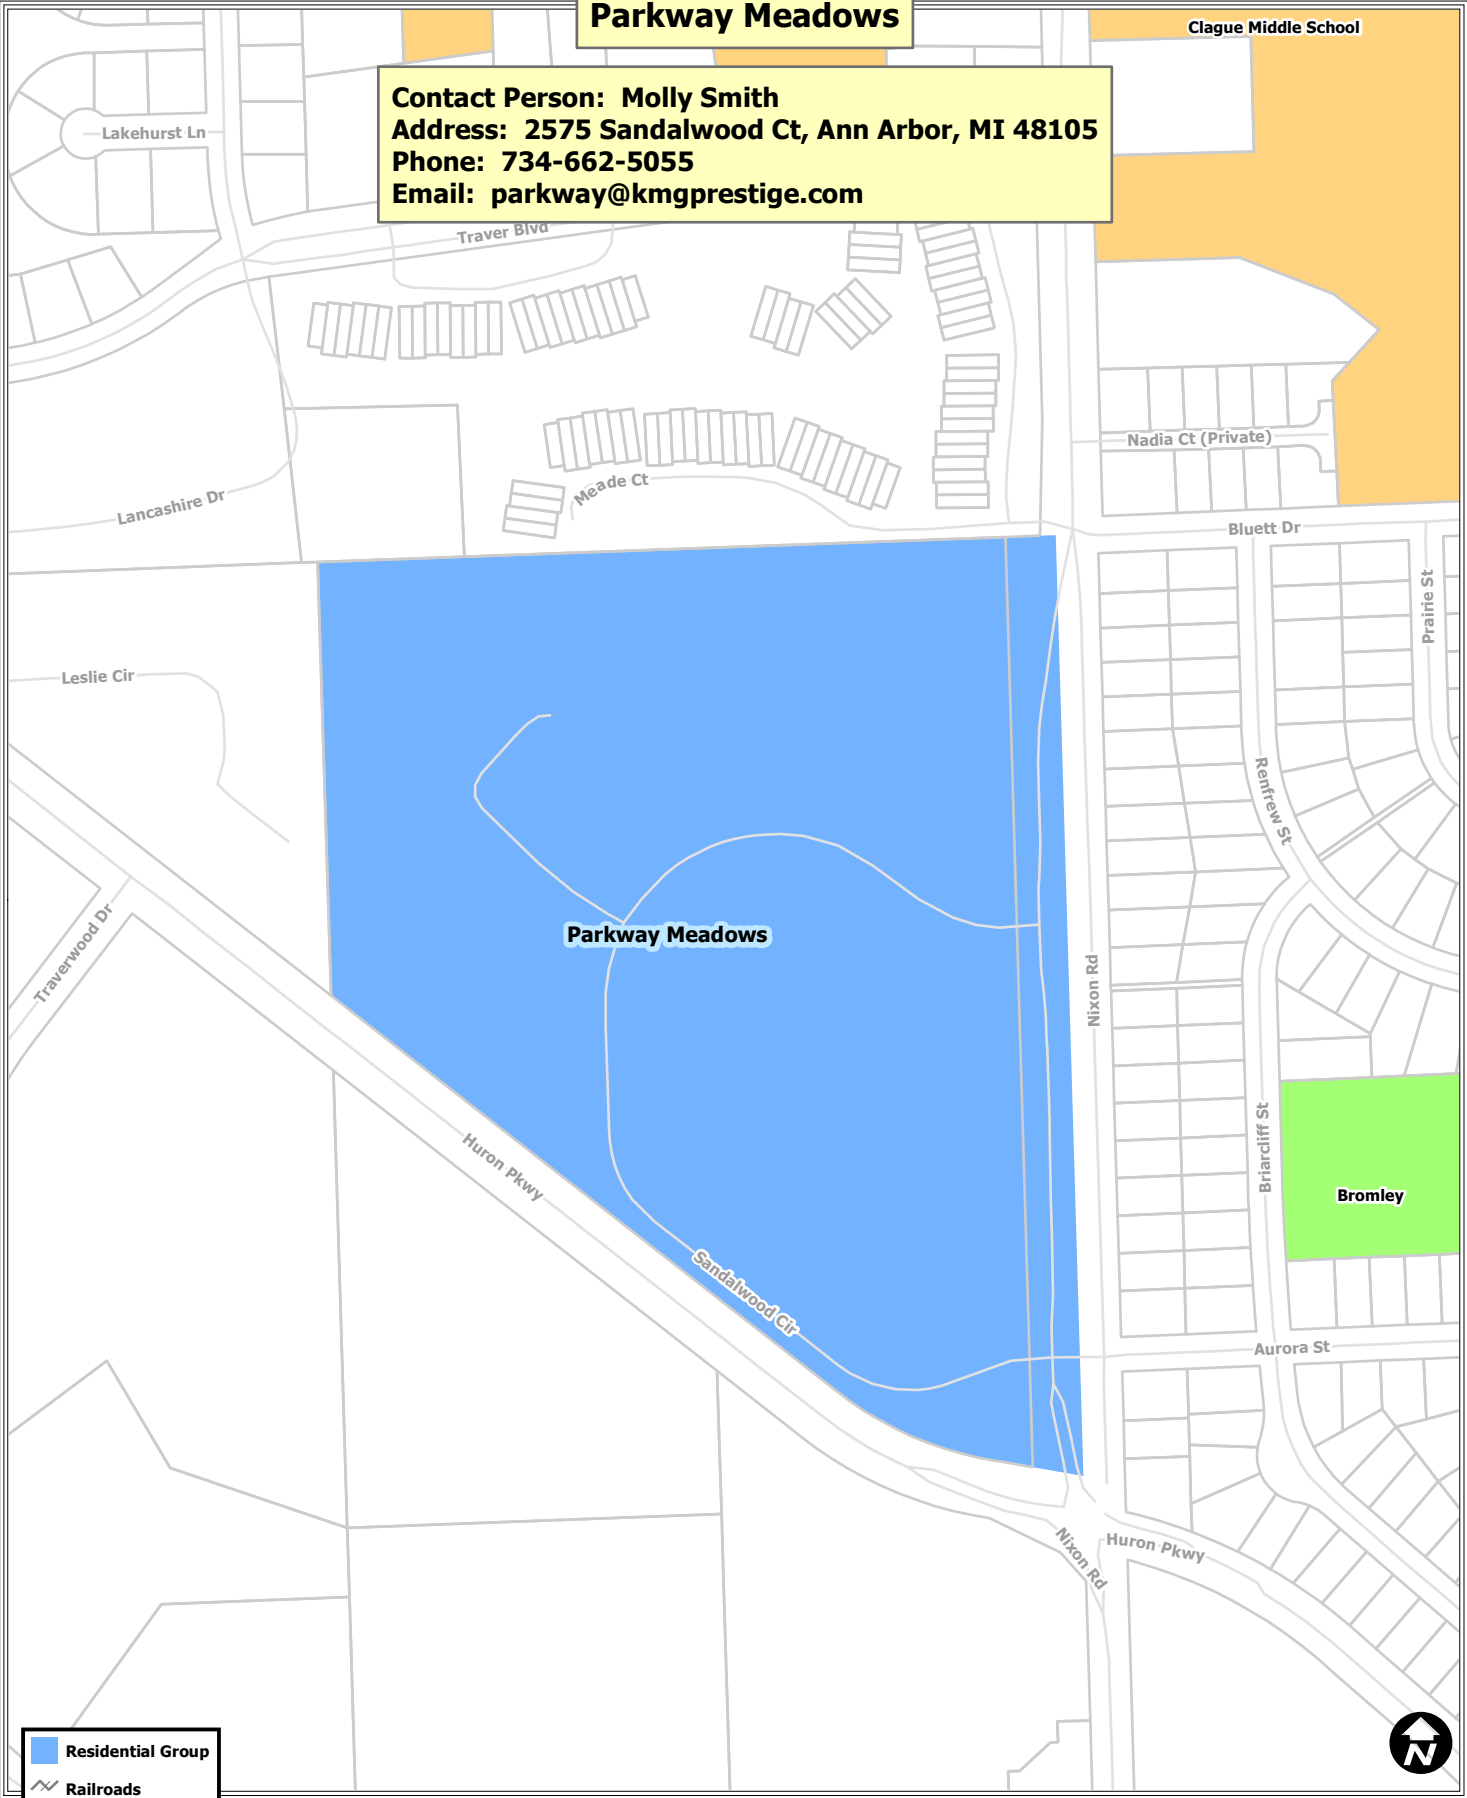 Parkway Meadows
Clague Middle School
Contact Person: Molly Smith
Address: 2575 Sandalwood Ct, Ann Arbor, MI 48105
Phone: 734-662-5055
Email: parkway@kmgprestige.com
Lakehurst Ln
Traver Blvd
Nadia Ct (Private)
Meade Ct
Lancashire Dr
Bluett Dr
Prairie St
Leslie Cir
Renfrew St
Traverwood Dr
Parkway Meadows
Nixon Rd
Huron Pkwy
Briarcliff St
Bromley
Sandalwood Cir
Aurora St
Nixon Rd
Huron Pkwy
Residential Group
Railroads
N